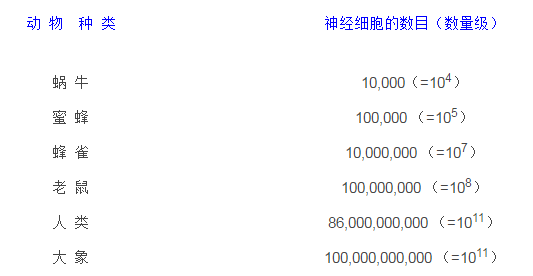 动 物 种 类 神经细胞的数目（数量级）
蜗 牛 10,000（=10⁴）
蜜 蜂 100,000 （=10⁵）
蜂 雀 10,000,000 （=10⁷）
老 鼠 100,000,000 （=10⁸）
人 类 86,000,000,000 （=10¹¹）
大 象 100,000,000,000 （=10¹¹）